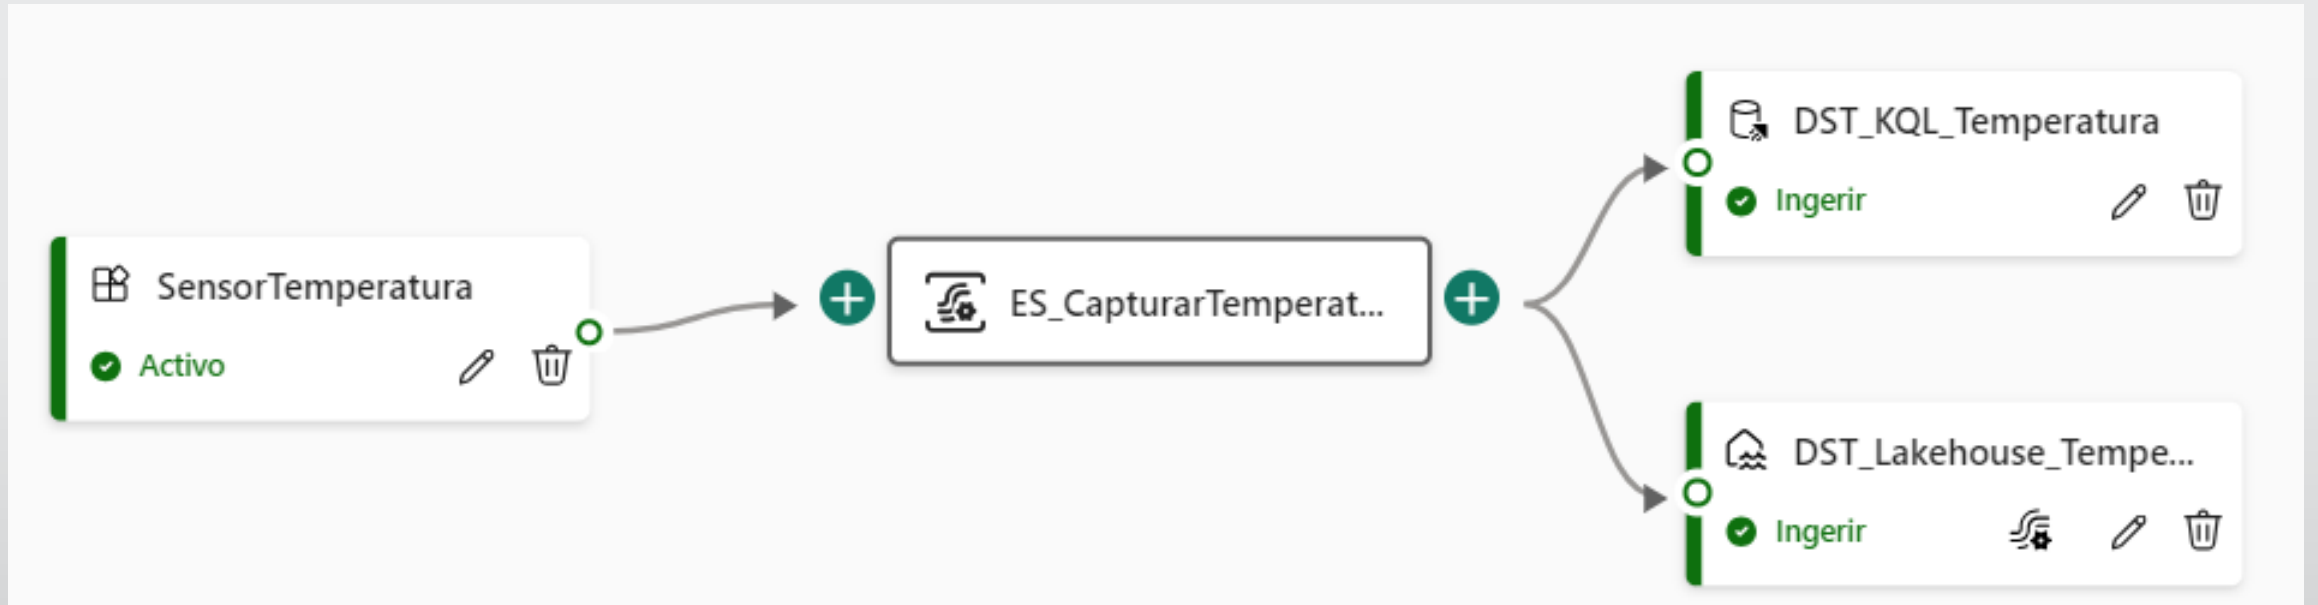 SensorTemperatura
Activo
ES_CapturarTemperat...
DST_KQL_Temperatura
Ingerir
DST_Lakehouse_Tempe...
Ingerir